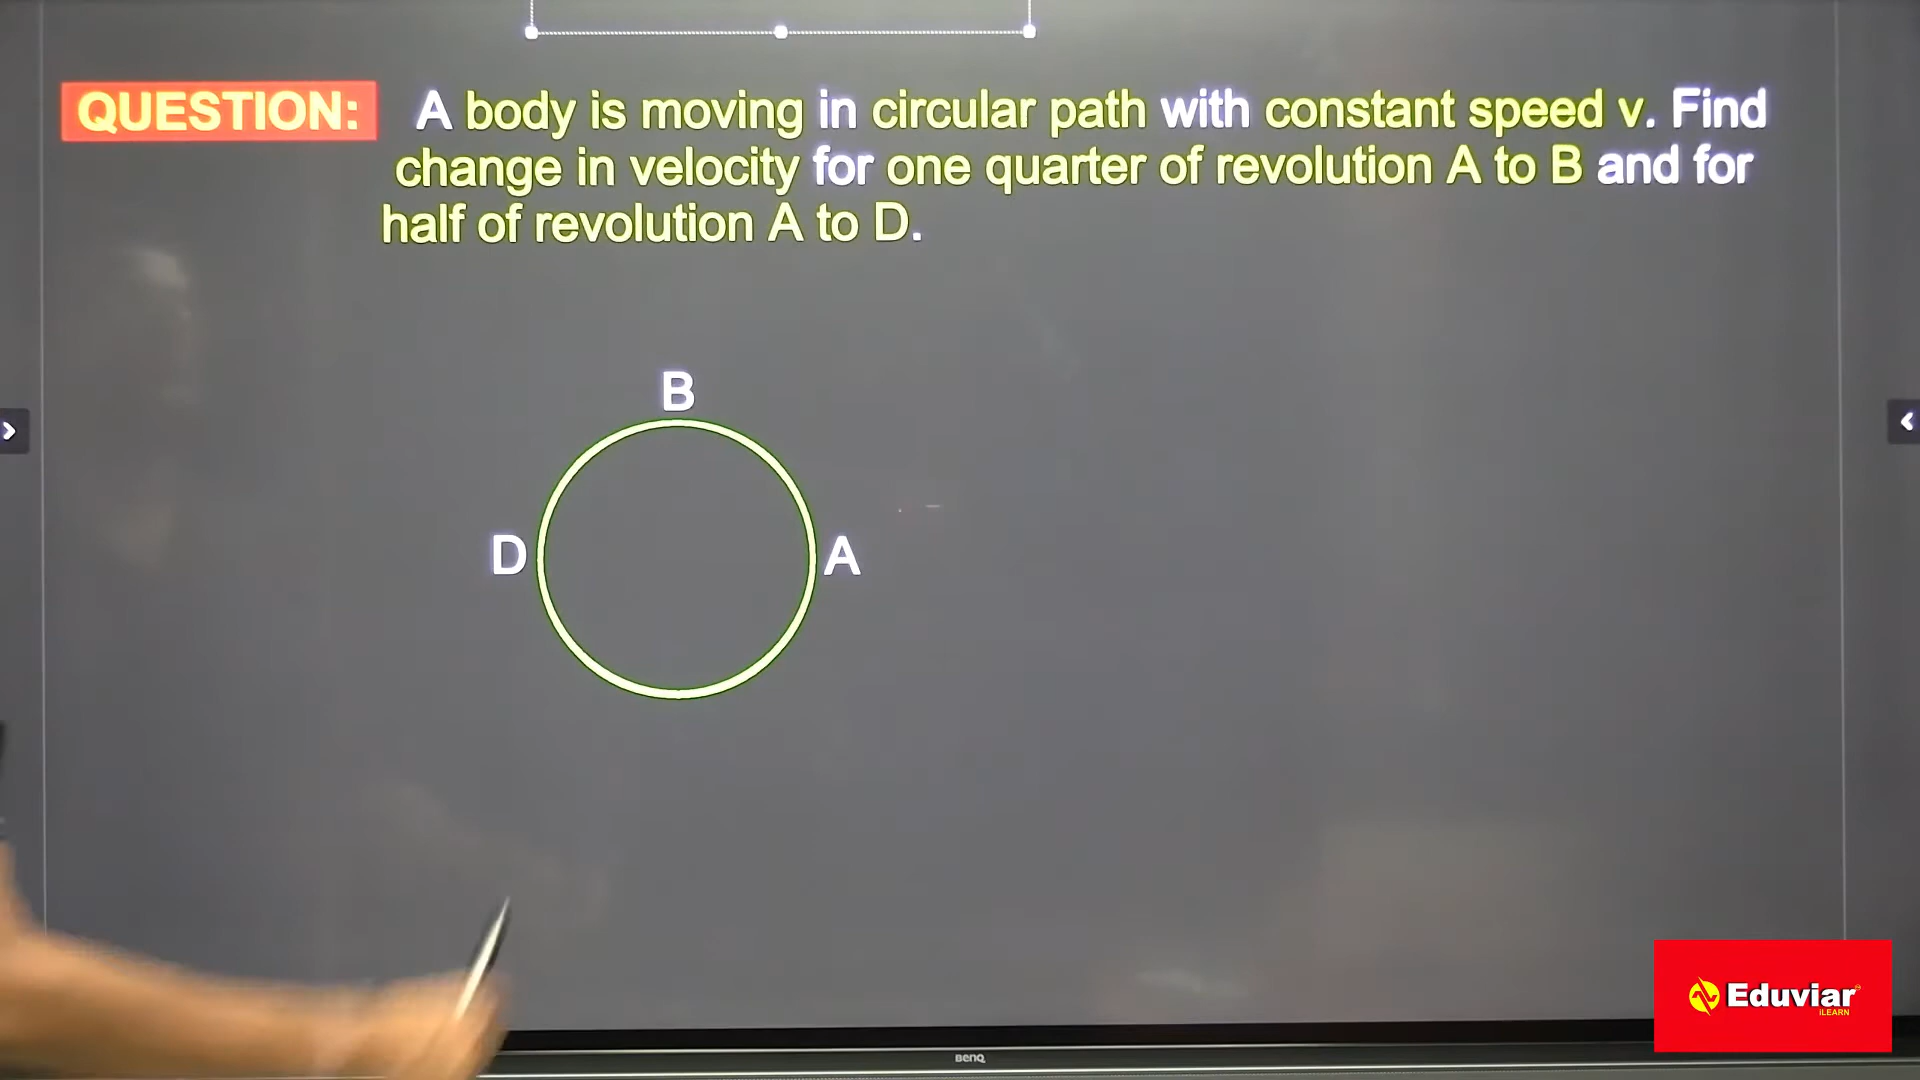 QUESTION: A body is moving in circular path with constant speed v. Find
change in velocity for one quarter of revolution A to B and for
half of revolution A to D.
B
D
A
Eduviar
iLEARN
BenQ